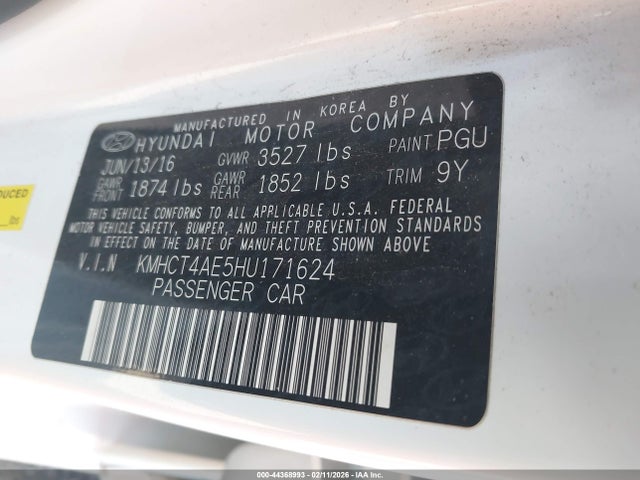 MANUFACTURED IN KOREA BY
HYUNDAI MOTOR COMPANY
JUN/13/16 GVWR 3527 lbs PAINT PGU
GAWR FRONT 1874 lbs GAWR REAR 1852 lbs TRIM 9Y
THIS VEHICLE CONFORMS TO ALL APPLICABLE U.S.A. FEDERAL
MOTOR VEHICLE SAFETY, BUMPER, AND THEFT PREVENTION STANDARDS
IN EFFECT ON THE DATE OF MANUFACTURE SHOWN ABOVE.
V.I.N KMHCT4AE5HU171624
PASSENGER CAR
DUCED
lbs
000-44368993 - 02/11/2026 - IAA Inc.